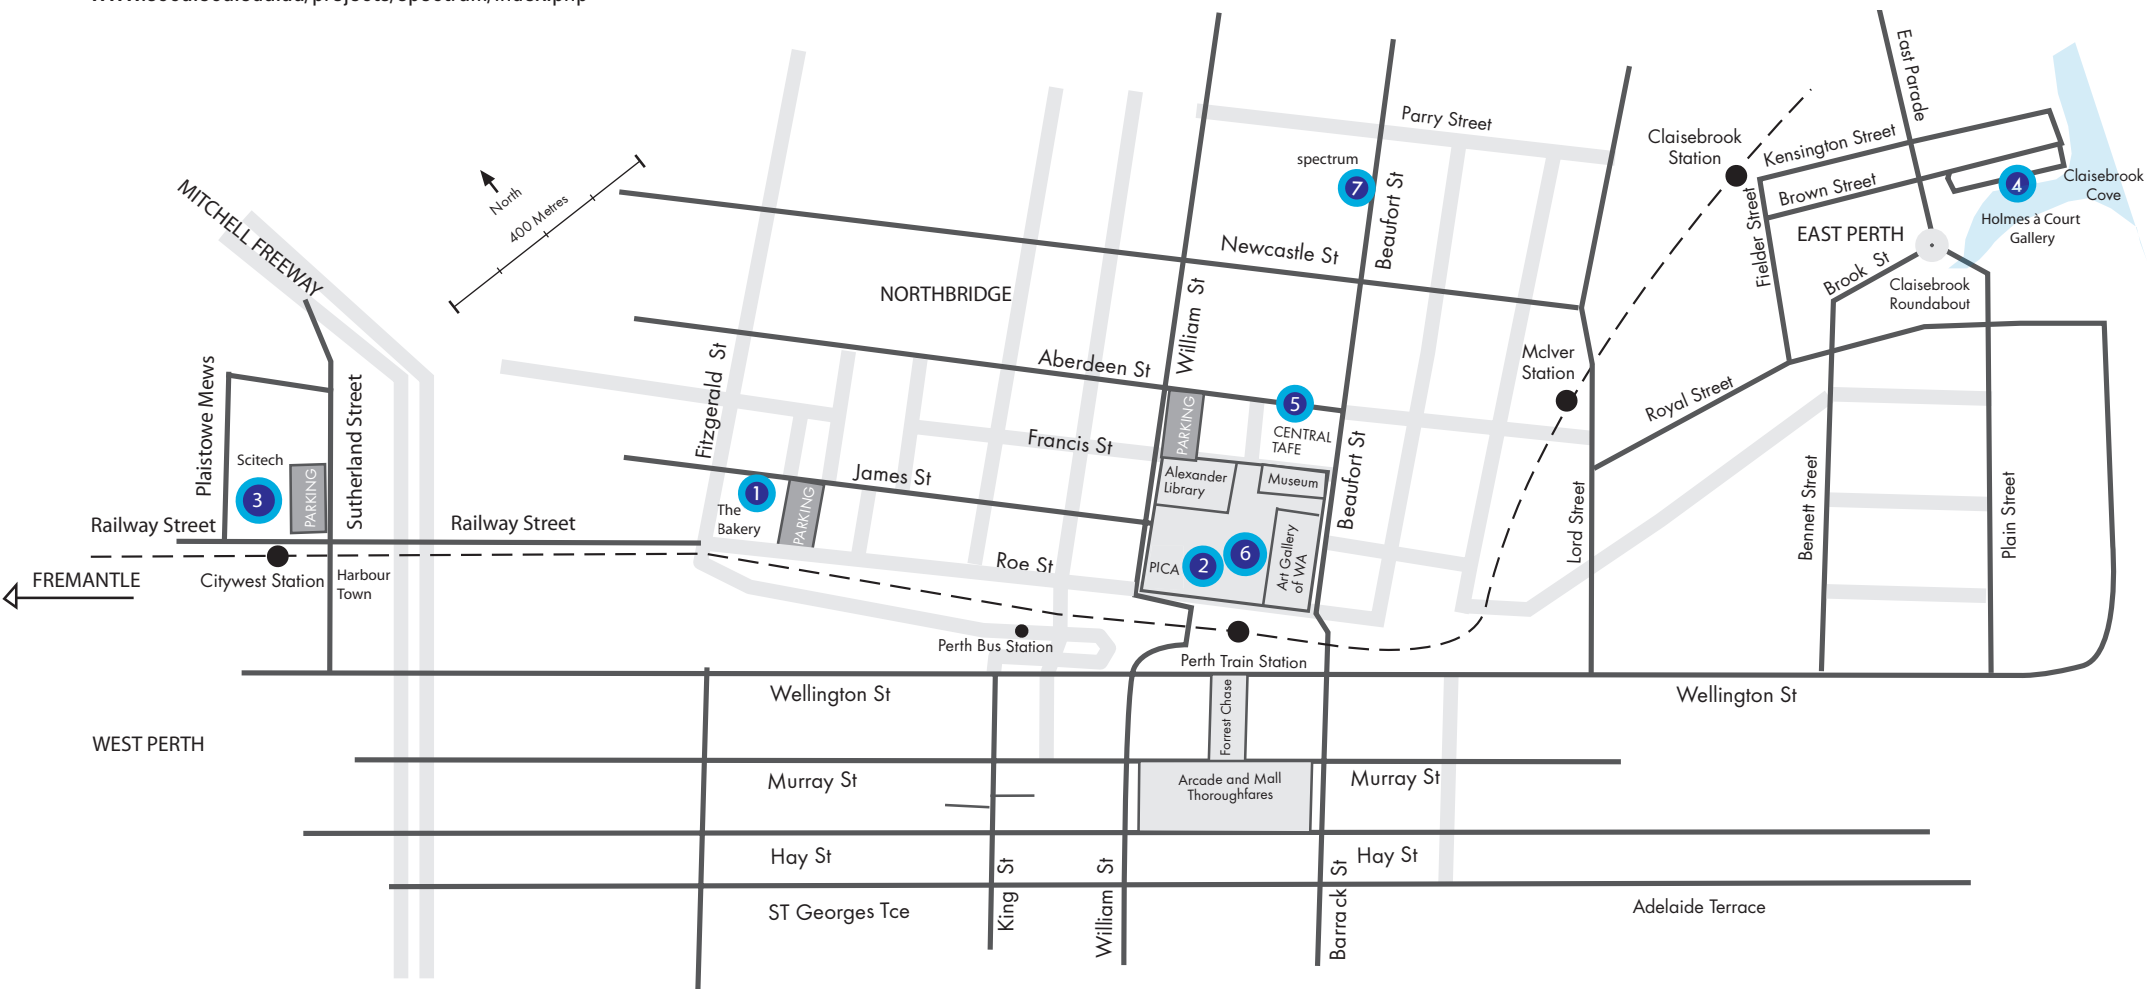 MITCHELL FREEWAY
North
400 Metres
NORTHBRIDGE
Parry Street
spectrum
7
Beaufort St
Newcastle St
William St
Aberdeen St
Fitzgerald St
Francis St
James St
1
The
Bakery
PARKING
PARKING
5
CENTRAL
TAFE
Alexander
Library
Museum
PICA
2
6
Art Gallery
of WA
Beaufort St
Roe St
Plaistowe Mews
Scitech
3
PARKING
Sutherland Street
Railway Street
Railway Street
FREMANTLE
Citywest Station
Harbour
Town
Perth Bus Station
Perth Train Station
McIver
Station
Lord Street
Royal Street
Claisebrook
Station
East Parade
Kensington Street
Brown Street
Fielder Street
4
Claisebrook
Cove
Holmes à Court
Gallery
EAST PERTH
Brook St
Claisebrook
Roundabout
Bennett Street
Plain Street
Wellington St
Wellington St
WEST PERTH
Forrest Chase
Murray St
Arcade and Mall
Thoroughfares
Murray St
Hay St
Hay St
King St
William St
Barrack St
ST Georges Tce
Adelaide Terrace